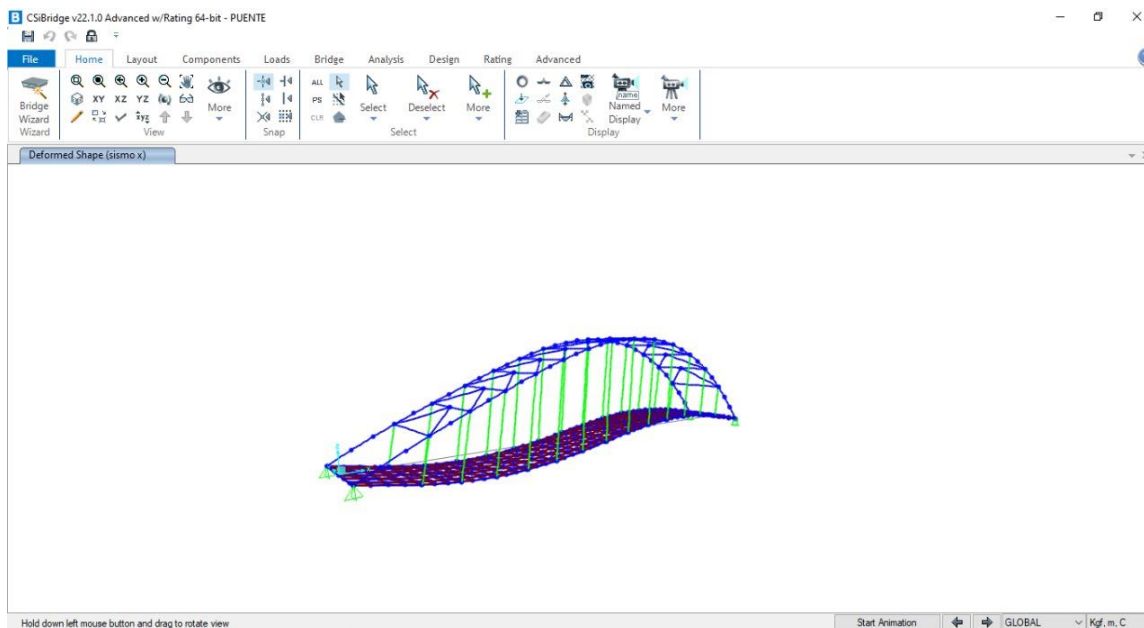 B CSiBridge v22.1.0 Advanced w/Rating 64-bit - PUENTE
File Home Layout Components Loads Bridge Analysis Design Rating Advanced
Bridge Wizard
XY XZ YZ
xyz
More
ALL
PS
CLR
Select
Deselect
More
name
Named Display
More
Wizard View Snap Select Display
Deformed Shape (sismo x)
Hold down left mouse button and drag to rotate view Start Animation GLOBAL Kgf, m, C